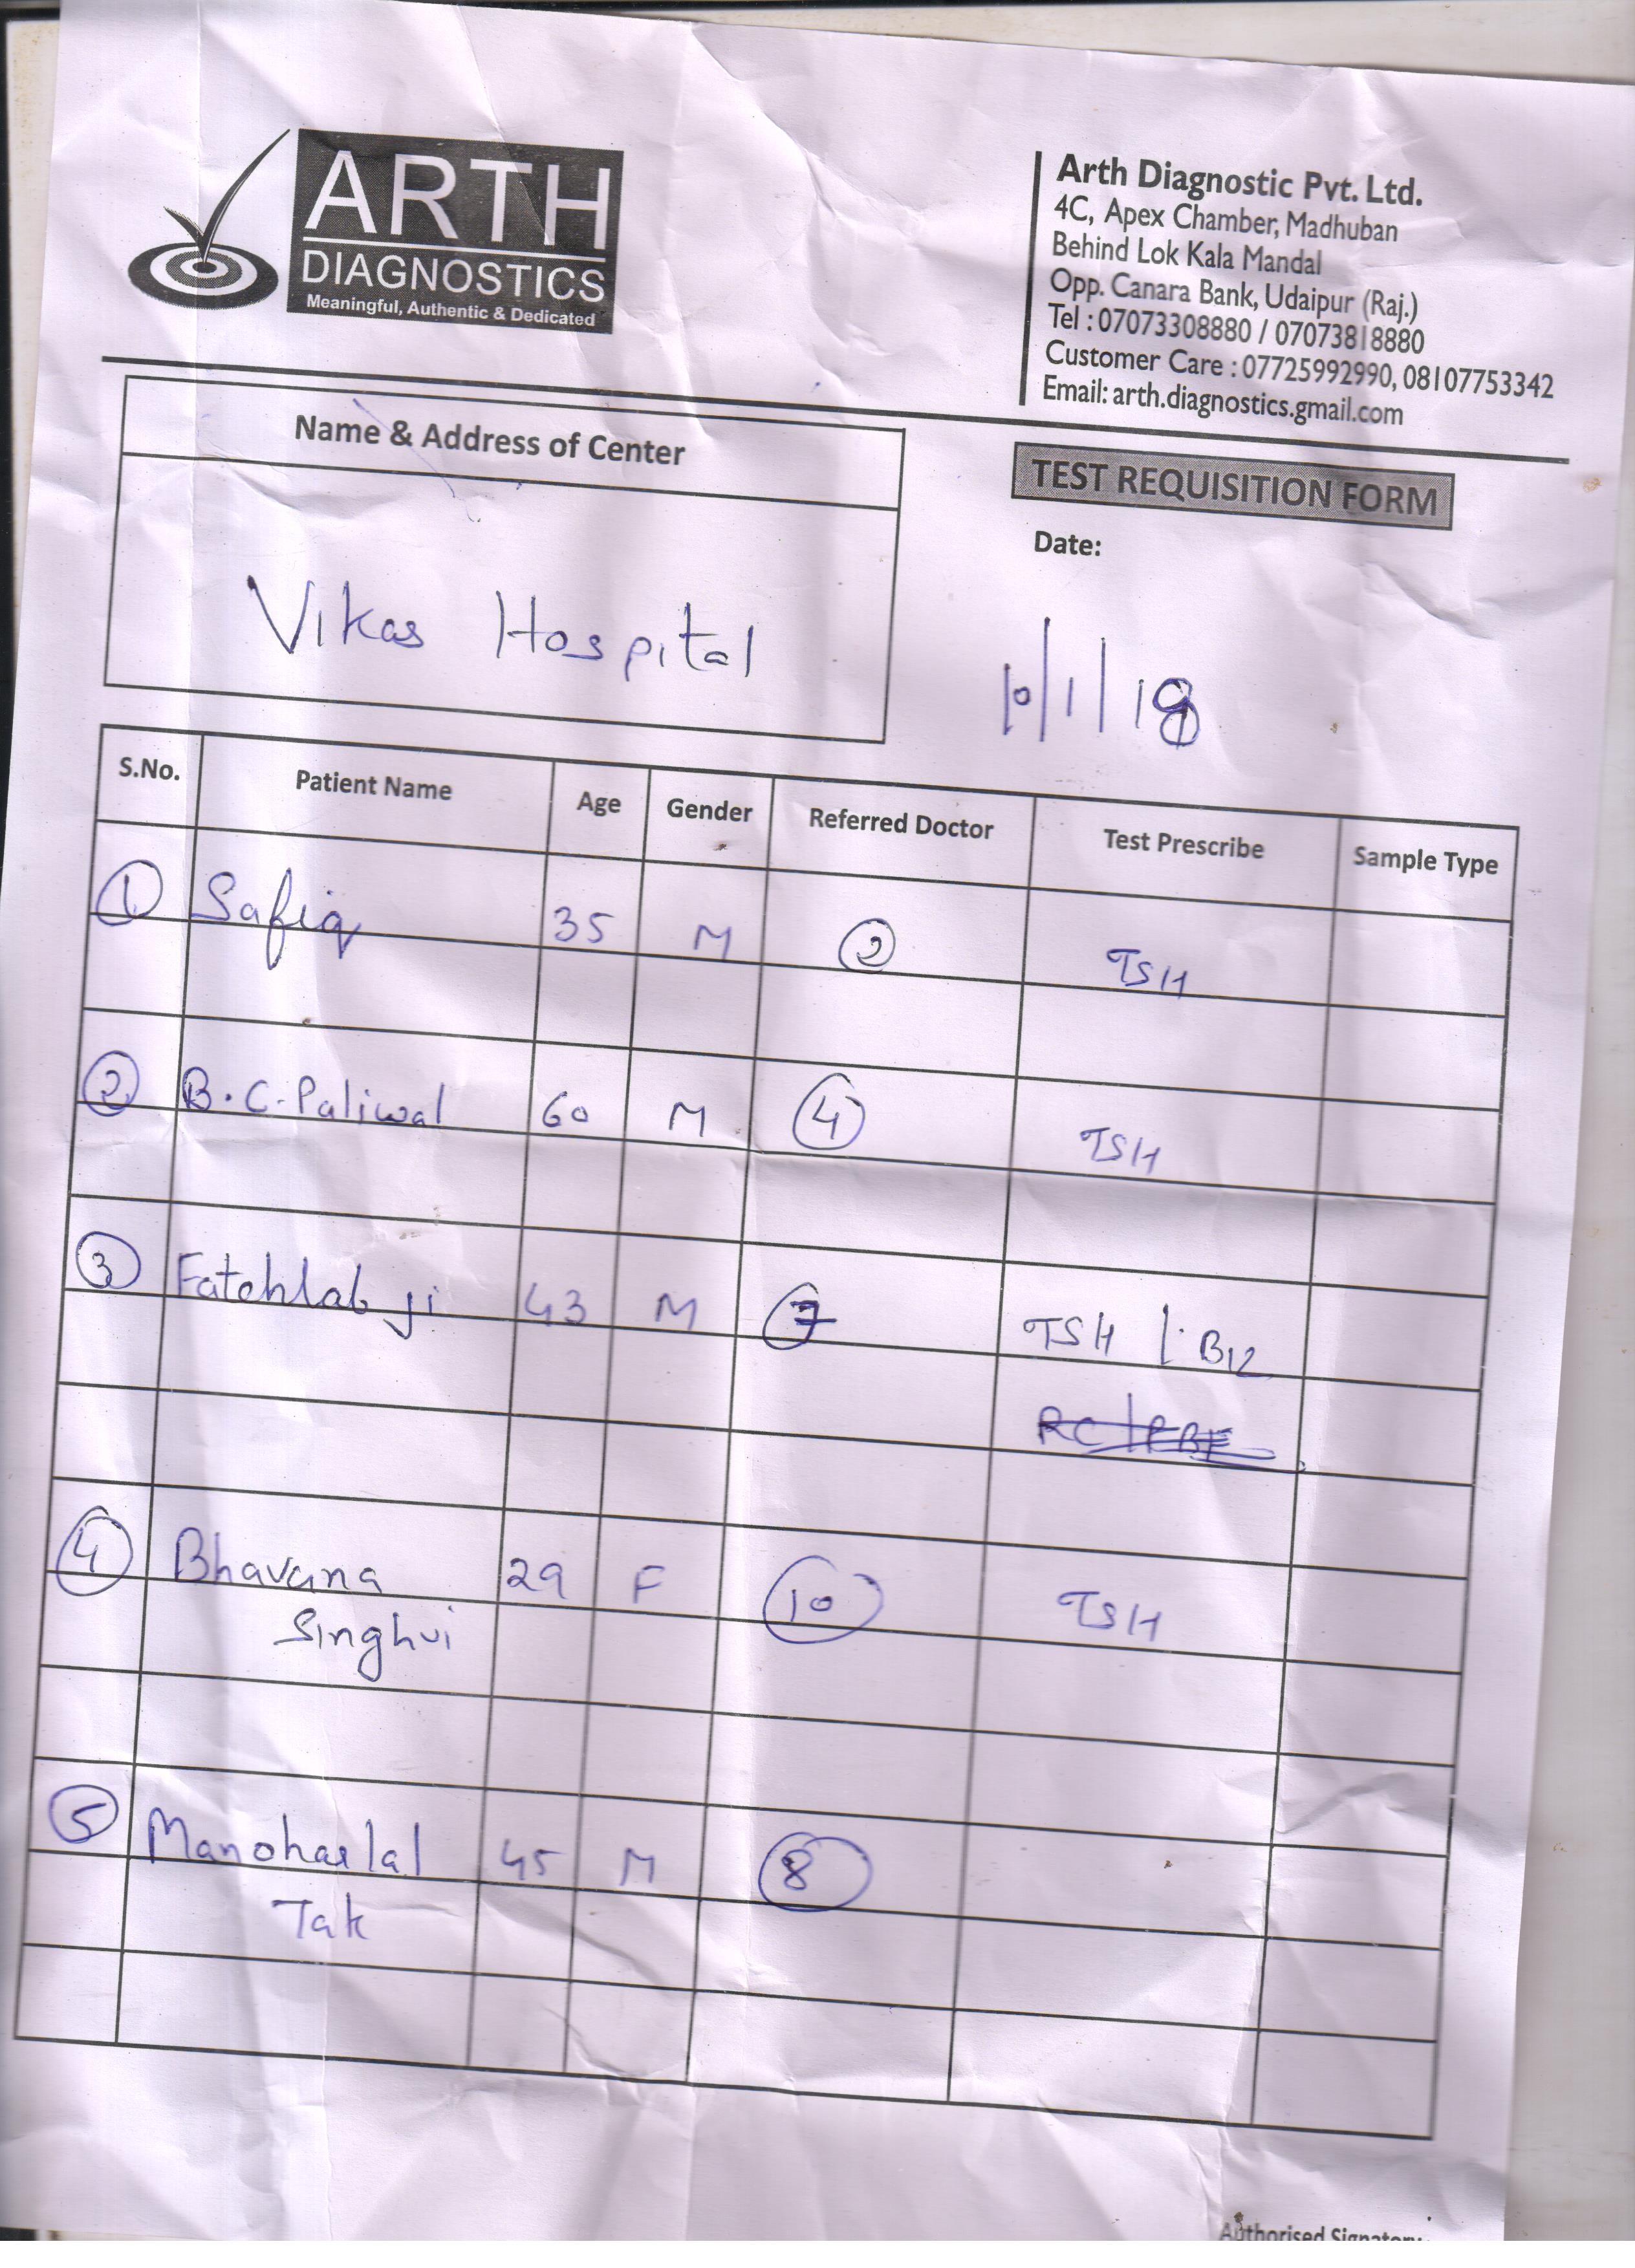 ARTH
DIAGNOSTICS
Meaningful, Authentic & Dedicated
Arth Diagnostic Pvt. Ltd.
4C, Apex Chamber, Madhuban
Behind Lok Kala Mandal
Opp. Canara Bank, Udaipur (Raj.)
Tel : 07073308880 / 07073818880
Customer Care : 07725992990, 08107753342
Email: arth.diagnostics.gmail.com
Name & Address of Center
Vikas Hospital
TEST REQUISITION FORM
Date:
10/1/18
S.No. Patient Name Age Gender Referred Doctor Test Prescribe Sample Type
1 Safiq 35 M 2 TSH
2 B.C.Paliwal 60 M 4 TSH
3 Fatehlab ji 43 M 7 TSH / B12
4 Bhavana 29 F 10 TSH
Singhvi
5 Manoharlal 45 M 8
Tak
Authorised Signatory